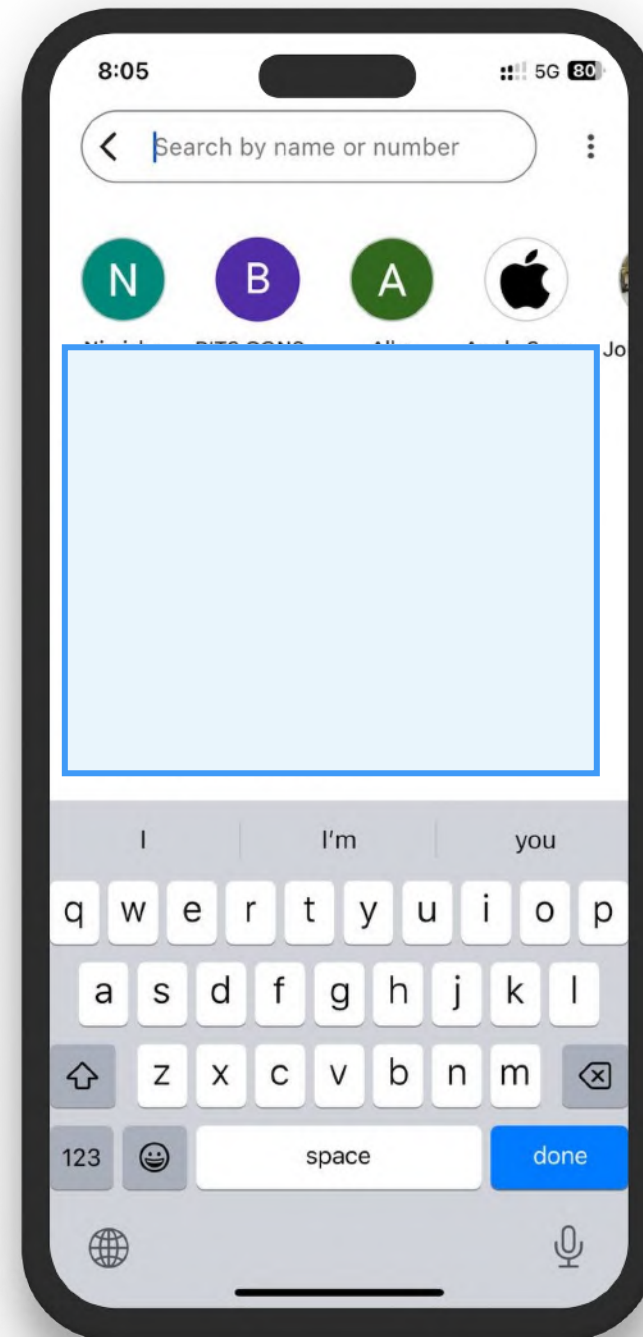 8:05 5G 80
Search by name or number
N B A
Jo
I I'm you
q w e r t y u i o p
a s d f g h j k l
z x c v b n m
123 space done